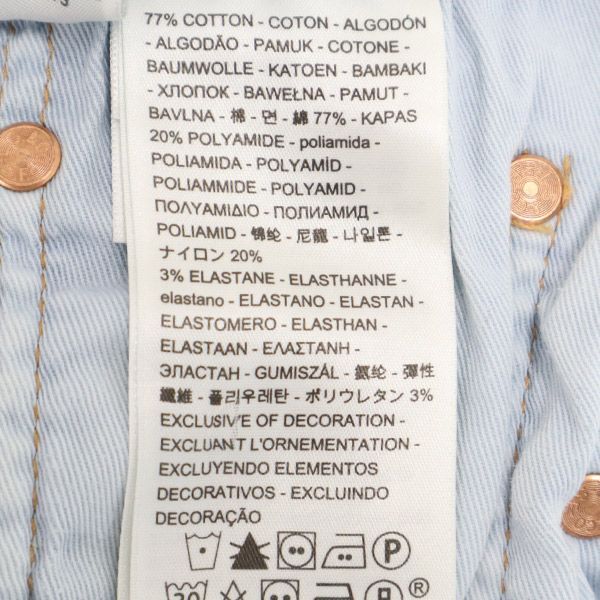 77% COTTON - COTON - ALGODÓN
- ALGODÃO - PAMUK - COTONE -
BAUMWOLLE - KATOEN - BAMBAKI
- ХЛОПОК - BAWEŁNA - PAMUT -
BAVLNA - 棉 - 면 - 綿 77% - KAPAS
20% POLYAMIDE - poliamida -
POLIAMIDA - POLYAMID -
POLIAMMIDE - POLYAMID -
ΠΟΛΥΑΜΙΔΙΟ - ПОЛИАМИД -
POLIAMID - 锦纶 - 尼龍 - 나일론 -
ナイロン 20%
3% ELASTANE - ELASTHANNE -
elastano - ELASTANO - ELASTAN -
ELASTOMERO - ELASTHAN -
ELASTAAN - ΕΛΑΣΤΑΝΗ -
ЭЛАСТАН - GUMISZÁL - 氨纶 - 彈性
纖維 - 폴리우레탄 - ポリウレタン 3%
EXCLUSIVE OF DECORATION -
EXCLUANT L'ORNEMENTATION -
EXCLUYENDO ELEMENTOS
DECORATIVOS - EXCLUINDO
DECORAÇÃO
P
30 ®